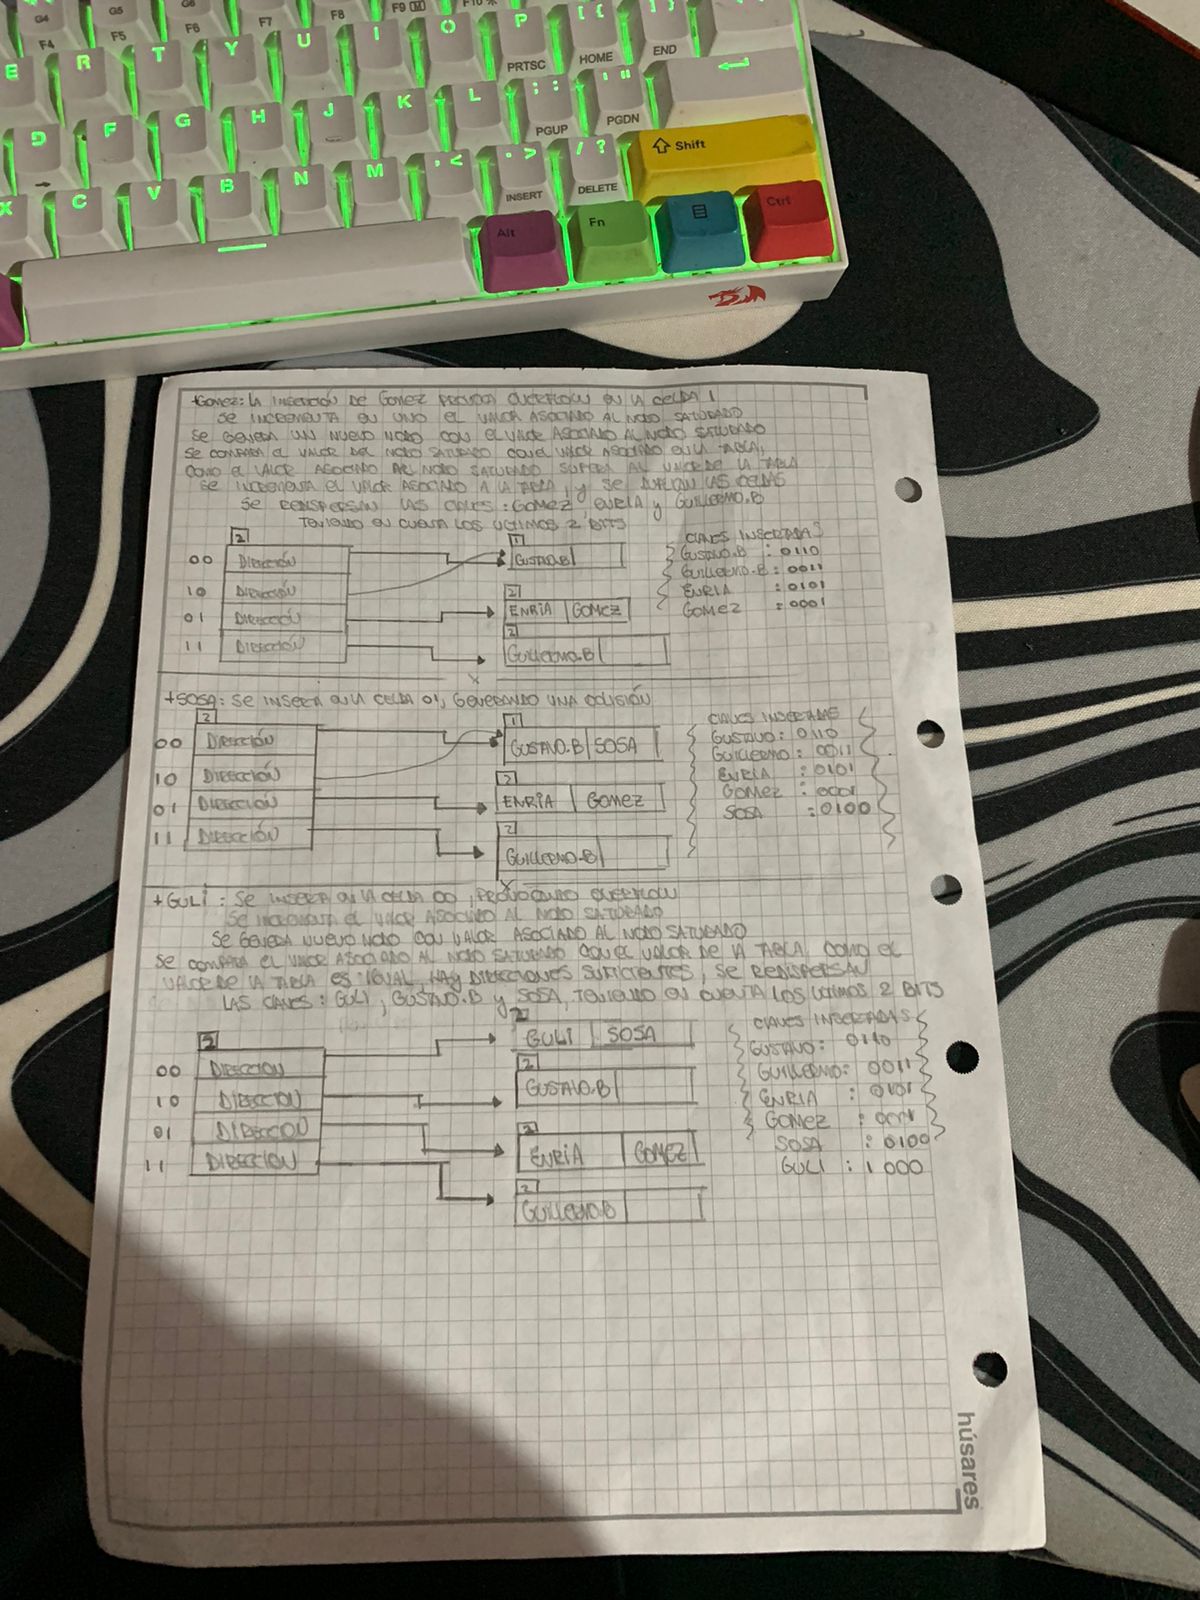 G4 G5 G6
F4 F5 F6 F7 F8 F9 F10
E R T Y U I O P [ { ] }
PRTSC HOME END
D F G H J K L ; : ' "
PGUP PGDN
X C V B N M , < . > / ?
INSERT DELETE
Shift
Alt Fn Ctrl
+GOMEZ: LA INSERCIÓN DE GOMEZ PROVOCA OVERFLOW EN LA CELDA 1
SE INCREMENTA EN UNO EL VALOR ASOCIADO AL NODO SATURADO
SE GENERA UN NUEVO NODO CON EL VALOR ASOCIADO AL NODO SATURADO
SE COMPARA EL VALOR DEL NODO SATURADO CON EL VALOR ASOCIADO EN LA TABLA,
COMO EL VALOR ASOCIADO AL NODO SATURADO SUPERA AL VALOR DE LA TABLA
SE INCREMENTA EL VALOR ASOCIADO A LA TABLA, y SE DUPLICAN LAS CELDAS
SE REDISPERSAN LAS CLAVES: GOMEZ, ENRIA y GUILLERMO.B
TENIENDO EN CUENTA LOS ULTIMOS 2 BITS
2
00 DIRECCIÓN
10 DIRECCIÓN
01 DIRECCIÓN
11 DIRECCIÓN
1
GUSTAVO.B
2
ENRIA GOMEZ
2
GUILLERMO.B
CLAVES INSERTADAS
GUSTAVO.B : 0110
GUILLERMO.B : 0011
ENRIA : 0101
GOMEZ : 0001
+SOSA: SE INSERTA EN LA CELDA 01, GENERANDO UNA COLISIÓN
2
00 DIRECCIÓN
10 DIRECCIÓN
01 DIRECCIÓN
11 DIRECCIÓN
1
GUSTAVO.B SOSA
2
ENRIA GOMEZ
2
GUILLERMO.B
CLAVES INSERTADAS
GUSTAVO: 0110
GUILLERMO: 0011
ENRIA : 0101
GOMEZ : 0001
SOSA : 0100
+GULI : SE INSERTA EN LA CELDA 00, PROVOCANDO OVERFLOW
SE INCREMENTA EL VALOR ASOCIADO AL NODO SATURADO
SE GENERA NUEVO NODO CON VALOR ASOCIADO AL NODO SATURADO
SE COMPARA EL VALOR ASOCIADO AL NODO SATURADO CON EL VALOR DE LA TABLA, COMO EL
VALOR DE LA TABLA ES IGUAL, HAY DIRECCIONES SUFICIENTES, SE REDISPERSAN
LAS CLAVES: GULI, GUSTAVO.B y SOSA, TENIENDO EN CUENTA LOS ULTIMOS 2 BITS
2
00 DIRECCION
10 DIRECCION
01 DIRECCION
11 DIRECCION
2
GULI SOSA
2
GUSTAVO.B
2
ENRIA GOMEZ
2
GUILLERMO.B
CLAVES INSERTADAS
GUSTAVO: 0110
GUILLERMO: 0011
ENRIA : 0101
GOMEZ : 0001
SOSA : 0100
GULI : 1000
húsares